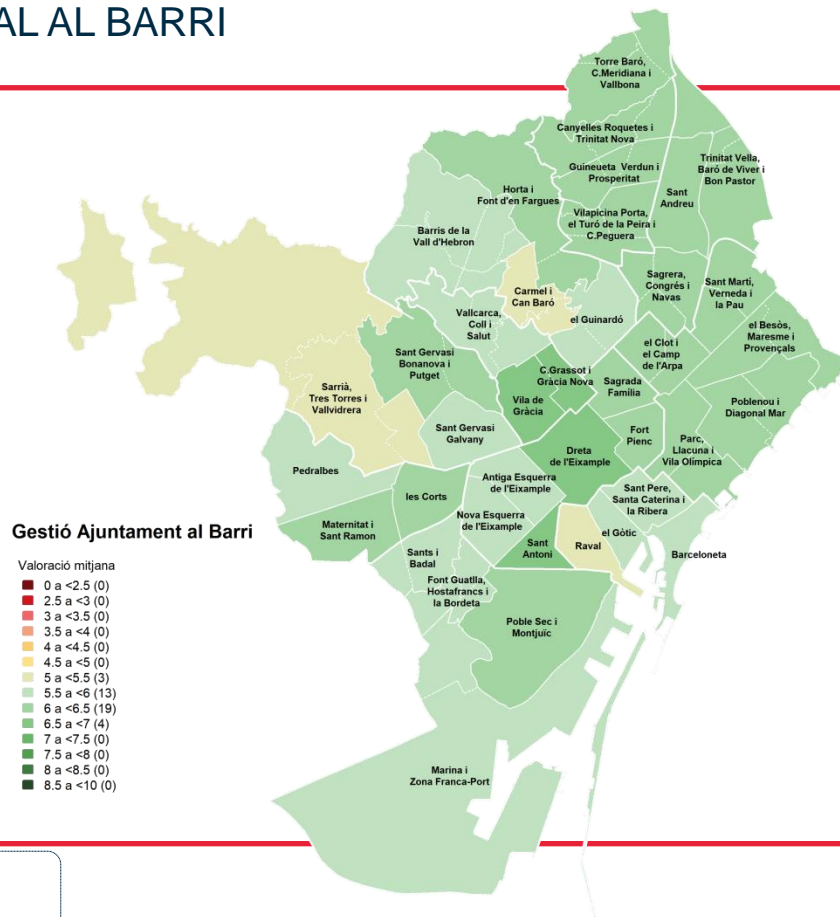 AL AL BARRI
Torre Baró,
C.Meridiana i
Vallbona
Canyelles Roquetes i
Trinitat Nova
Trinitat Vella,
Baró de Viver i
Bon Pastor
Guineueta Verdun i
Prosperitat
Sant
Andreu
Horta i
Font d'en Fargues
Vilapicina Porta,
el Turó de la Peira i
C.Peguera
Barris de la
Vall d'Hebron
Sagrera,
Congrés i
Navas
Sant Martí,
Verneda i
la Pau
Carmel i
Can Baró
Vallcarca,
Coll i
Salut
el Guinardó
el Besòs,
Maresme i
Provençals
el Clot i
el Camp
de l'Arpa
Sant Gervasi
Bonanova i
Putget
C.Grassot i
Gràcia Nova
Sagrada
Familia
Sarrià,
Tres Torres i
Vallvidrera
Vila de
Gràcia
Poblenou i
Diagonal Mar
Sant Gervasi
Galvany
Fort
Pienc
Parc,
Llacuna i
Vila Olímpica
Dreta
de l'Eixample
Pedralbes
Antiga Esquerra
de l'Eixample
Sant Pere,
Santa Caterina i
la Ribera
les Corts
Nova Esquerra
de l'Eixample
Maternitat i
Sant Ramon
el Gòtic
Sant
Antoni
Raval
Barceloneta
Sants i
Badal
Font Guatlla,
Hostafrancs i
la Bordeta
Poble Sec i
Montjuïc
Marina i
Zona Franca-Port
Gestió Ajuntament al Barri
Valoració mitjana
0 a <2.5 (0)
2.5 a <3 (0)
3 a <3.5 (0)
3.5 a <4 (0)
4 a <4.5 (0)
4.5 a <5 (0)
5 a <5.5 (3)
5.5 a <6 (13)
6 a <6.5 (19)
6.5 a <7 (4)
7 a <7.5 (0)
7.5 a <8 (0)
8 a <8.5 (0)
8.5 a <10 (0)